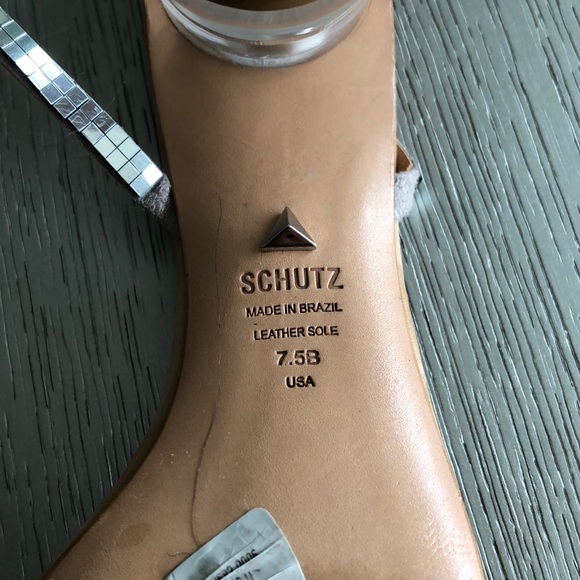 SCHUTZ
MADE IN BRAZIL
LEATHER SOLE
7.5B
USA